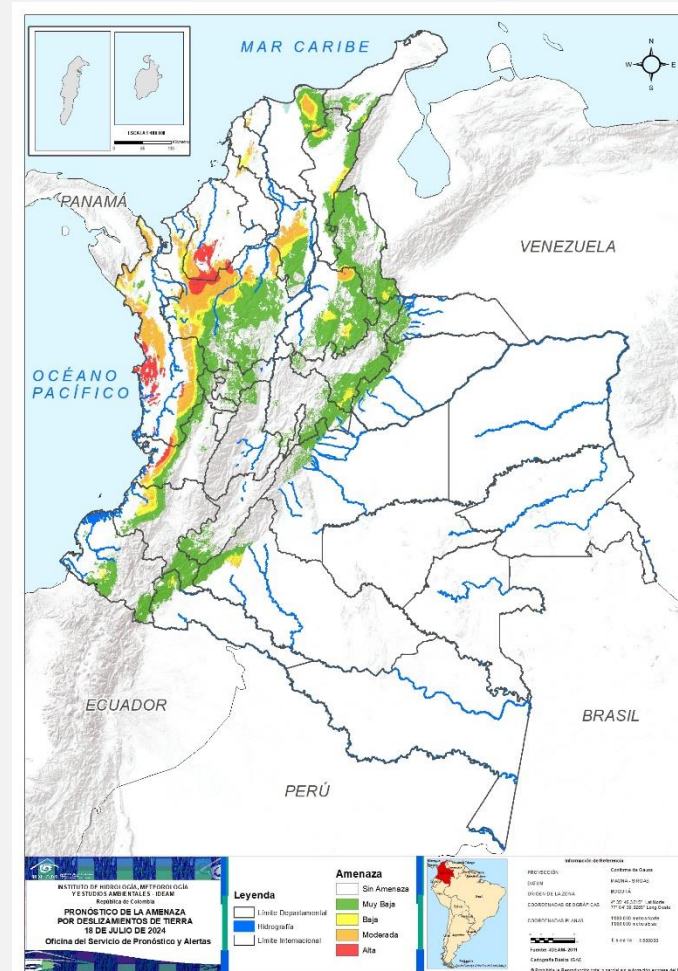 MAR CARIBE
N
W
E
S
PANAMÁ
VENEZUELA
OCÉANO
PACÍFICO
ECUADOR
BRASIL
PERÚ
INSTITUTO DE HIDROLOGÍA, METEOROLOGÍA
Y ESTUDIOS AMBIENTALES - IDEAM
República de Colombia
PRONÓSTICO DE LA AMENAZA
POR DESLIZAMIENTOS DE TIERRA
18 DE JULIO DE 2024
Oficina del Servicio de Pronóstico y Alertas
Leyenda
Límite Departamental
Hidrografía
Límite Internacional
Amenaza
Sin Amenaza
Muy Baja
Baja
Moderada
Alta
Información de Referencia
PROYECCIÓN
Conforme de Gauss
DATUM
MAGNA - SIRGAS
ORIGEN DE LA ZONA
BOGOTÁ
COORDENADAS GEOGRÁFICAS
COORDENADAS PLANAS
Fuente: IDEAM- 2011
Cartografía Básica: IGAC